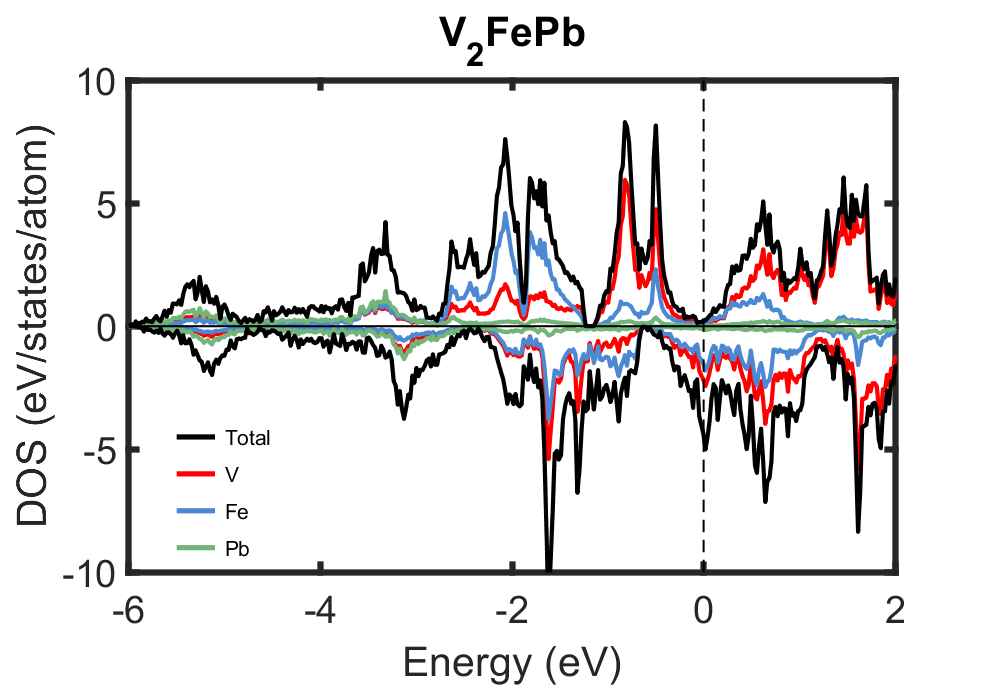 V2FePb
10
5
0
-5
-10
DOS (eV/states/atom)
Total
V
Fe
Pb
-6
-4
-2
0
2
Energy (eV)